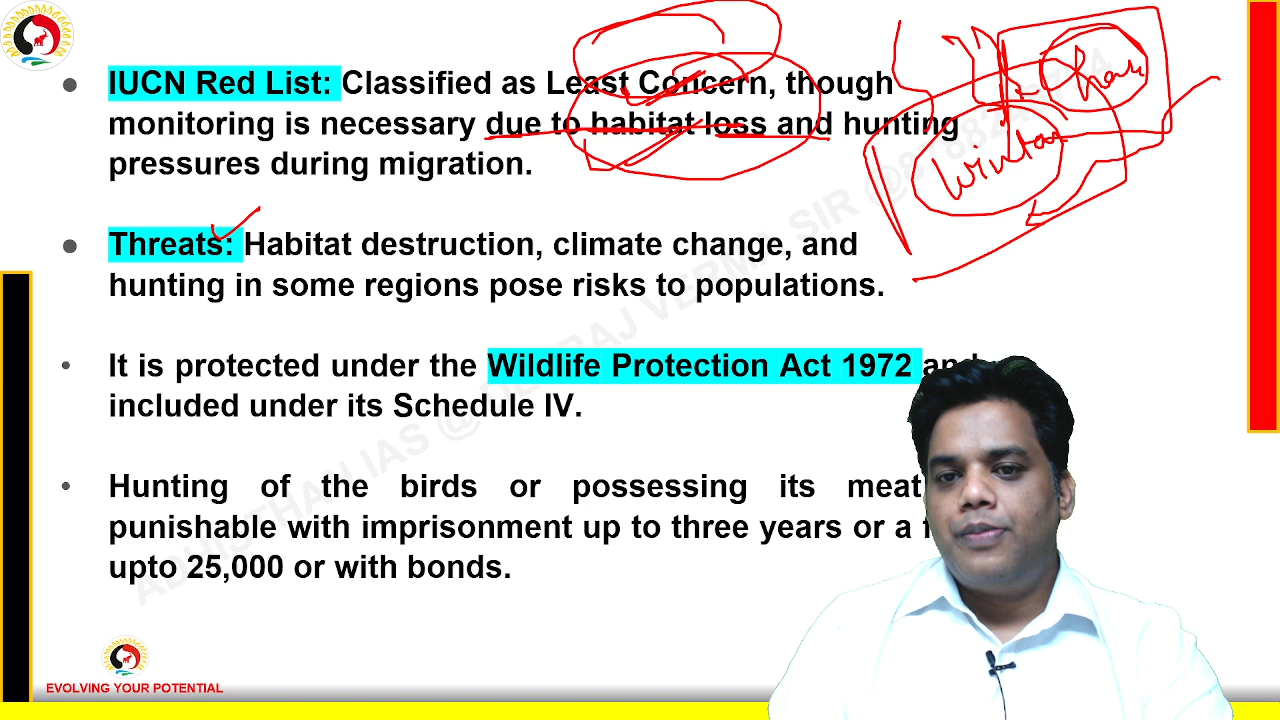 IUCN Red List: Classified as Least Concern, though
monitoring is necessary due to habitat loss and hunting
pressures during migration.
Threats: Habitat destruction, climate change, and
hunting in some regions pose risks to populations.
It is protected under the Wildlife Protection Act 1972 and
included under its Schedule IV.
Hunting of the birds or possessing its meat
punishable with imprisonment up to three years or a
upto 25,000 or with bonds.
EVOLVING YOUR POTENTIAL